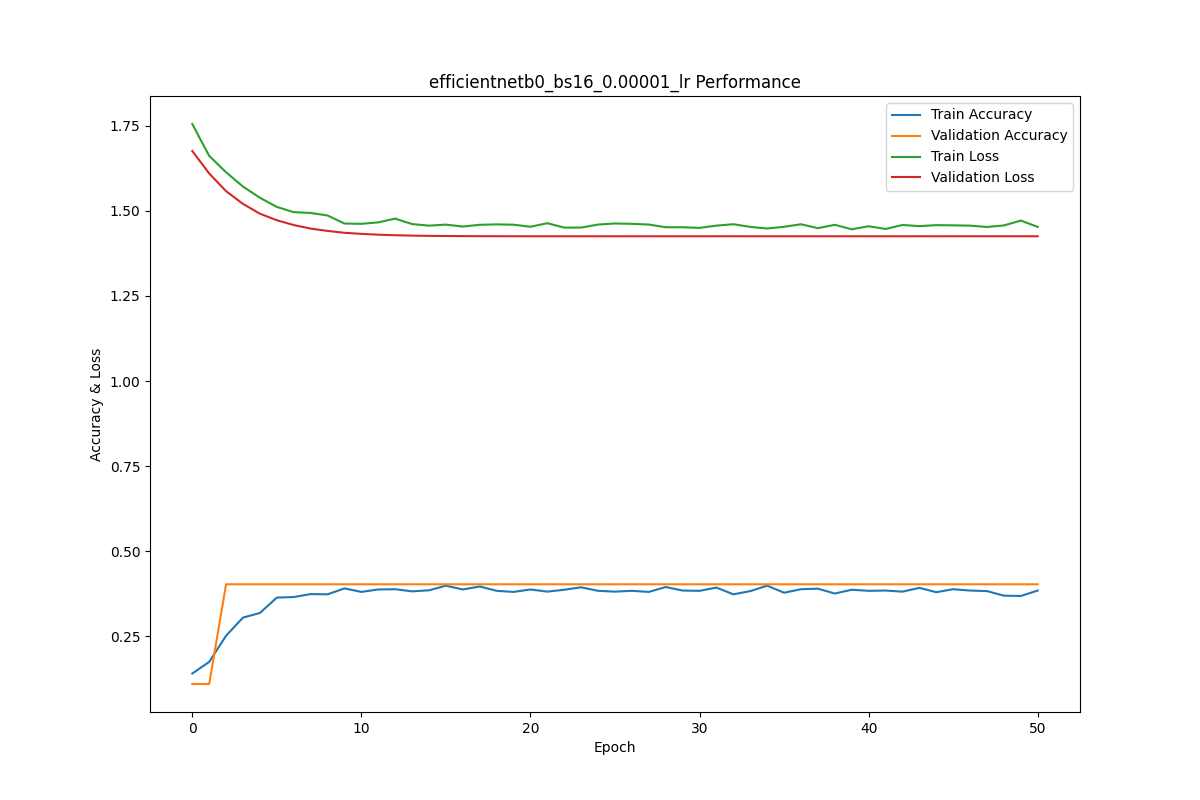 efficientnetb0_bs16_0.00001_lr Performance
Train Accuracy
Validation Accuracy
Train Loss
Validation Loss
Accuracy & Loss
1.75
1.50
1.25
1.00
0.75
0.50
0.25
0 10 20 30 40 50
Epoch